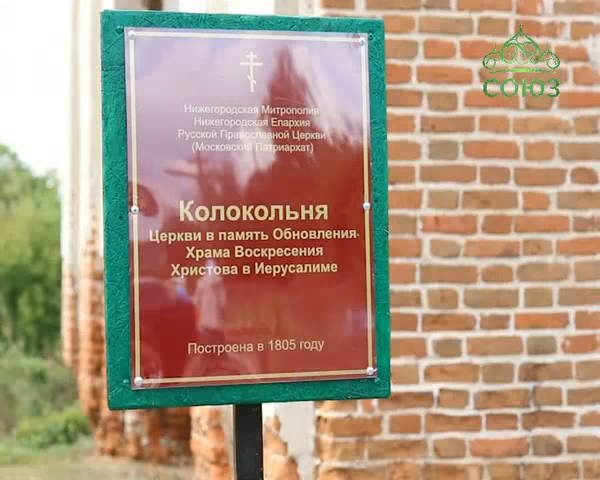 СОЮЗ
Нижегородская Митрополия
Нижегородская Епархия
Русской Православной Церкви
(Московский Патриархат)
Колокольня
Церкви в память Обновления
Храма Воскресения
Христова в Иерусалиме
Построена в 1805 году